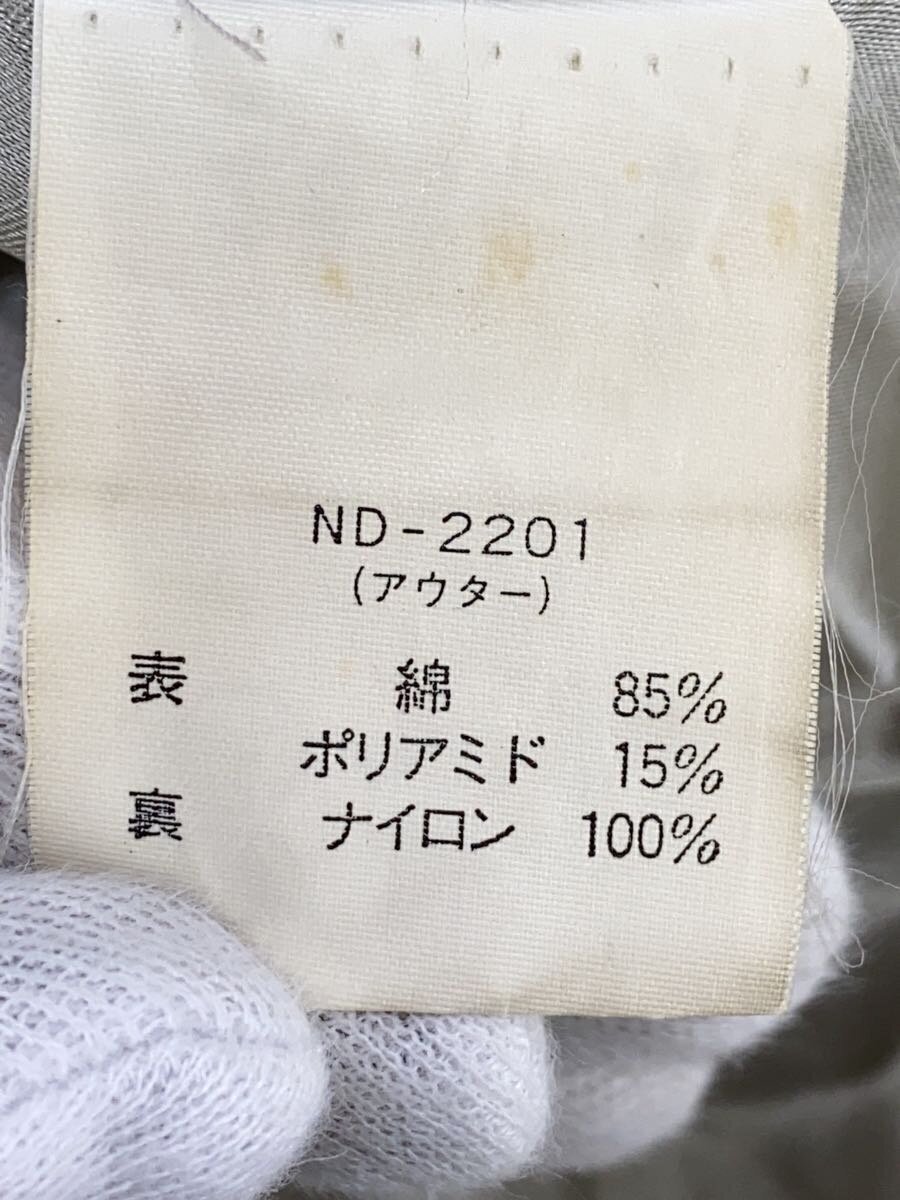 ND-2201
(アウター)
表 綿 85%
ポリアミド 15%
裏 ナイロン 100%